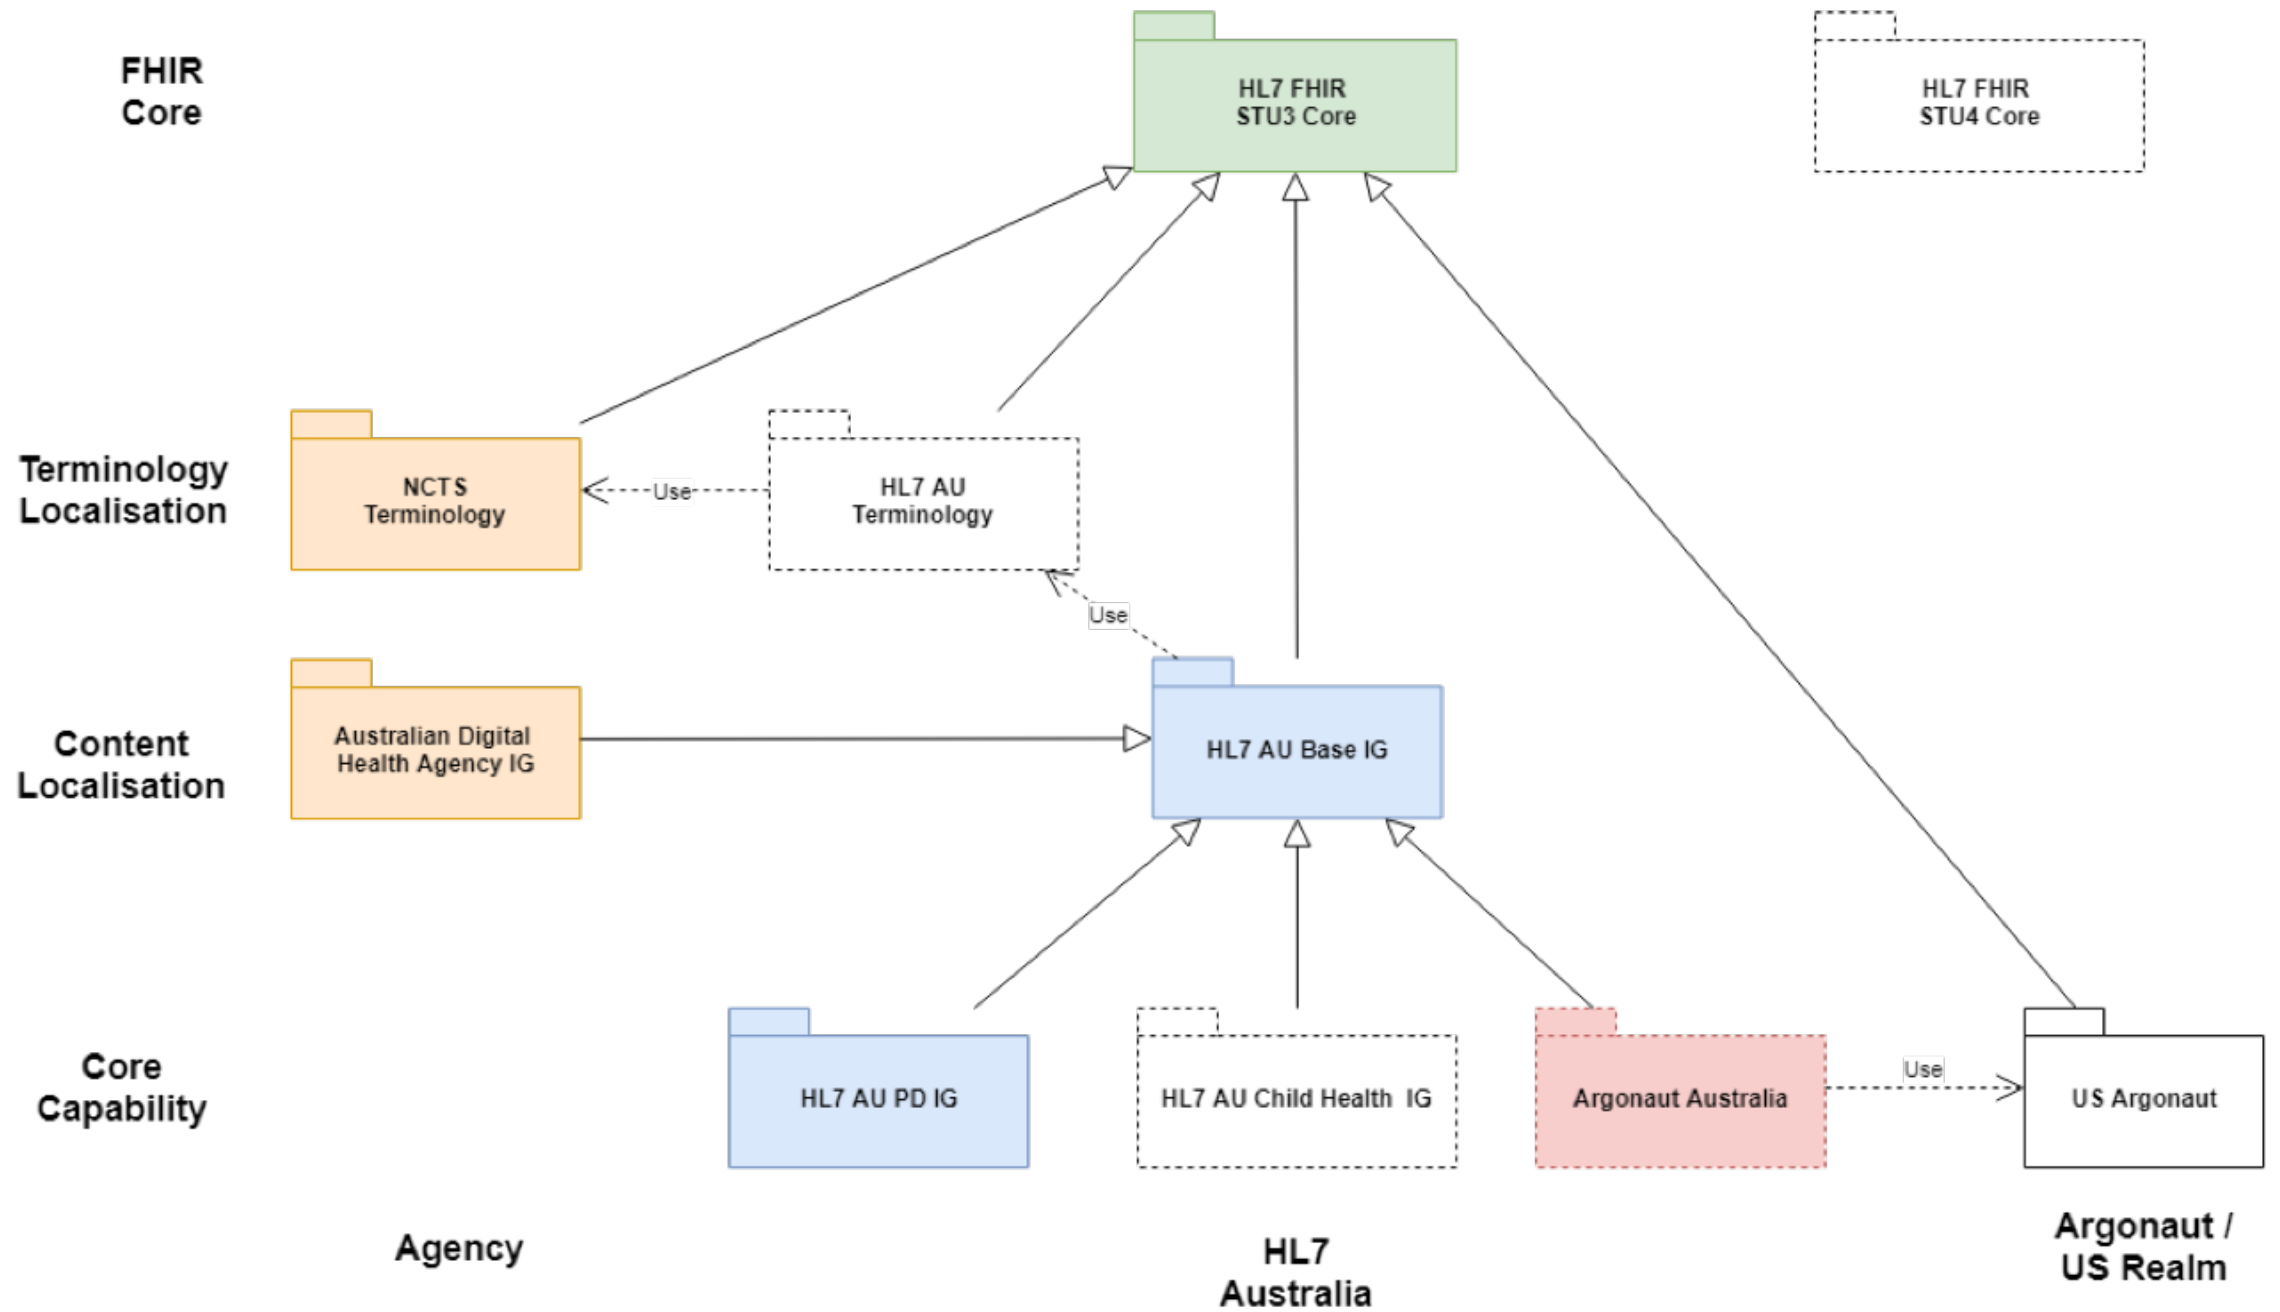 FHIR
Core
HL7 FHIR
STU3 Core
HL7 FHIR
STU4 Core
Terminology
Localisation
NCTS
Terminology
Use
HL7 AU
Terminology
Use
Content
Localisation
Australian Digital
Health Agency IG
HL7 AU Base IG
Core
Capability
HL7 AU PD IG
HL7 AU Child Health IG
Argonaut Australia
Use
US Argonaut
Agency
HL7
Australia
Argonaut /
US Realm